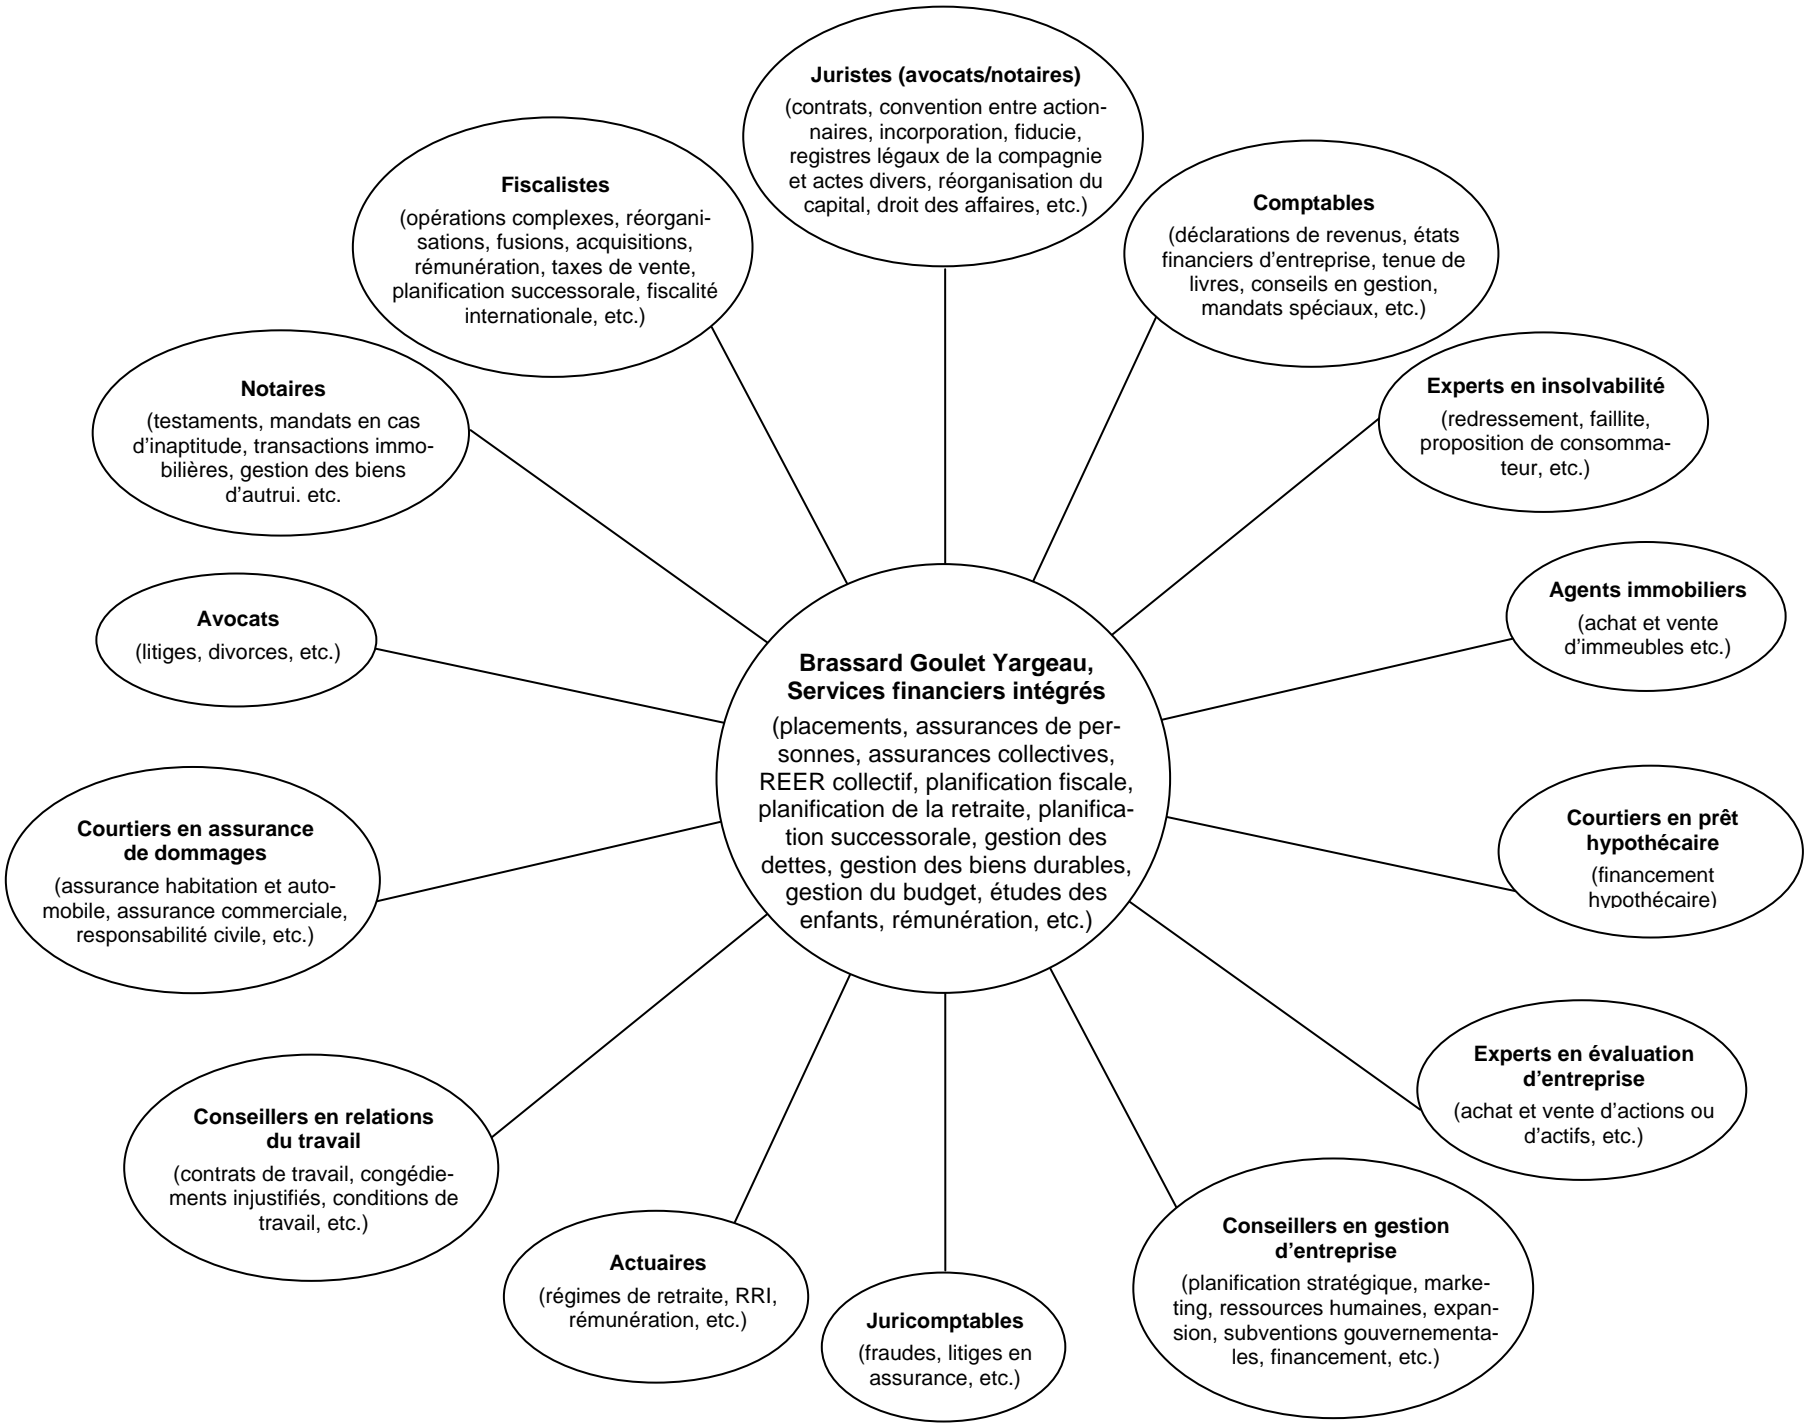 Juristes (avocats/notaires)
(contrats, convention entre action-
naires, incorporation, fiducie,
registres légaux de la compagnie
et actes divers, réorganisation du
capital, droit des affaires, etc.)
Fiscalistes
(opérations complexes, réorgani-
sations, fusions, acquisitions,
rémunération, taxes de vente,
planification successorale, fiscalité
internationale, etc.)
Comptables
(déclarations de revenus, états
financiers d'entreprise, tenue de
livres, conseils en gestion,
mandats spéciaux, etc.)
Notaires
(testaments, mandats en cas
d'inaptitude, transactions immo-
bilières, gestion des biens
d'autrui. etc.
Experts en insolvabilité
(redressement, faillite,
proposition de consomma-
teur, etc.)
Avocats
(litiges, divorces, etc.)
Agents immobiliers
(achat et vente
d'immeubles etc.)
Brassard Goulet Yargeau,
Services financiers intégrés
(placements, assurances de per-
sonnes, assurances collectives,
REER collectif, planification fiscale,
planification de la retraite, planifica-
tion successorale, gestion des
dettes, gestion des biens durables,
gestion du budget, études des
enfants, rémunération, etc.)
Courtiers en assurance
de dommages
(assurance habitation et auto-
mobile, assurance commerciale,
responsabilité civile, etc.)
Courtiers en prêt
hypothécaire
(financement
hypothécaire)
Conseillers en relations
du travail
(contrats de travail, congédie-
ments injustifiés, conditions de
travail, etc.)
Experts en évaluation
d'entreprise
(achat et vente d'actions ou
d'actifs, etc.)
Actuaires
(régimes de retraite, RRI,
rémunération, etc.)
Juricomptables
(fraudes, litiges en
assurance, etc.)
Conseillers en gestion
d'entreprise
(planification stratégique, marke-
ting, ressources humaines, expan-
sion, subventions gouvernementa-
les, financement, etc.)